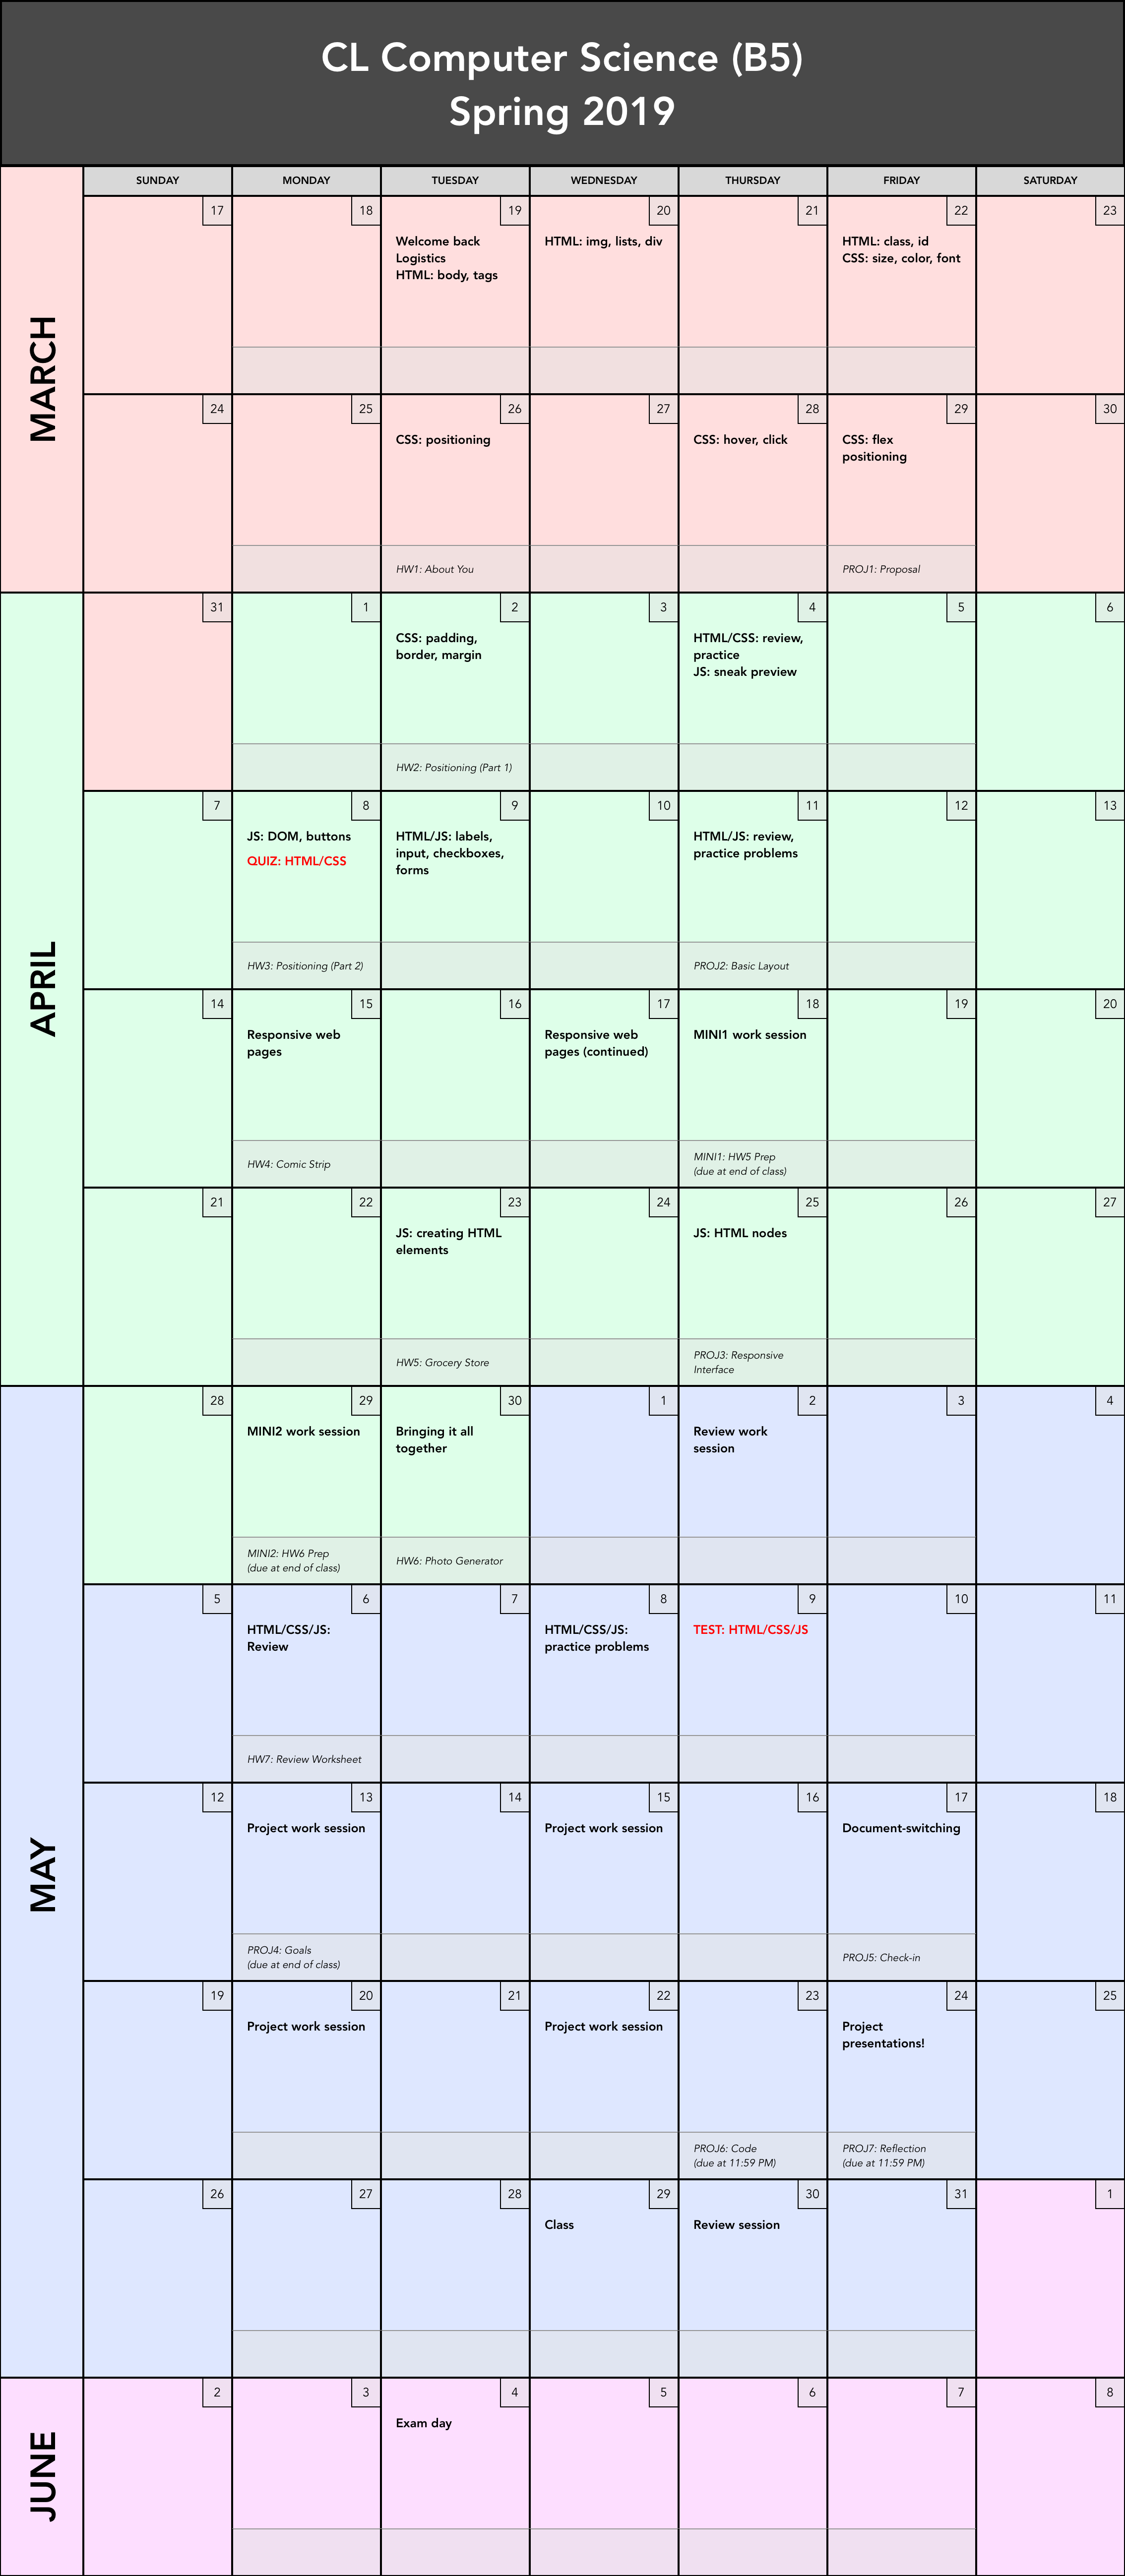 CL Computer Science (B5)
Spring 2019
SUNDAY MONDAY TUESDAY WEDNESDAY THURSDAY FRIDAY SATURDAY
MARCH
17 18 19 20 21 22 23
Welcome back
Logistics
HTML: body, tags
HTML: img, lists, div
HTML: class, id
CSS: size, color, font
24 25 26 27 28 29 30
CSS: positioning
CSS: hover, click
CSS: flex
positioning
HW1: About You
PROJ1: Proposal
APRIL
31 1 2 3 4 5 6
CSS: padding,
border, margin
HTML/CSS: review,
practice
JS: sneak preview
HW2: Positioning (Part 1)
7 8 9 10 11 12 13
JS: DOM, buttons
QUIZ: HTML/CSS
HTML/JS: labels,
input, checkboxes,
forms
HTML/JS: review,
practice problems
HW3: Positioning (Part 2)
PROJ2: Basic Layout
14 15 16 17 18 19 20
Responsive web
pages
Responsive web
pages (continued)
MINI1 work session
HW4: Comic Strip
MINI1: HW5 Prep
(due at end of class)
21 22 23 24 25 26 27
JS: creating HTML
elements
JS: HTML nodes
HW5: Grocery Store
PROJ3: Responsive
Interface
MAY
28 29 30 1 2 3 4
MINI2 work session
Bringing it all
together
Review work
session
MINI2: HW6 Prep
(due at end of class)
HW6: Photo Generator
5 6 7 8 9 10 11
HTML/CSS/JS:
Review
HTML/CSS/JS:
practice problems
TEST: HTML/CSS/JS
HW7: Review Worksheet
12 13 14 15 16 17 18
Project work session
Project work session
Document-switching
PROJ4: Goals
(due at end of class)
PROJ5: Check-in
19 20 21 22 23 24 25
Project work session
Project work session
Project
presentations!
PROJ6: Code
(due at 11:59 PM)
PROJ7: Reflection
(due at 11:59 PM)
26 27 28 29 30 31 1
Class
Review session
JUNE
2 3 4 5 6 7 8
Exam day